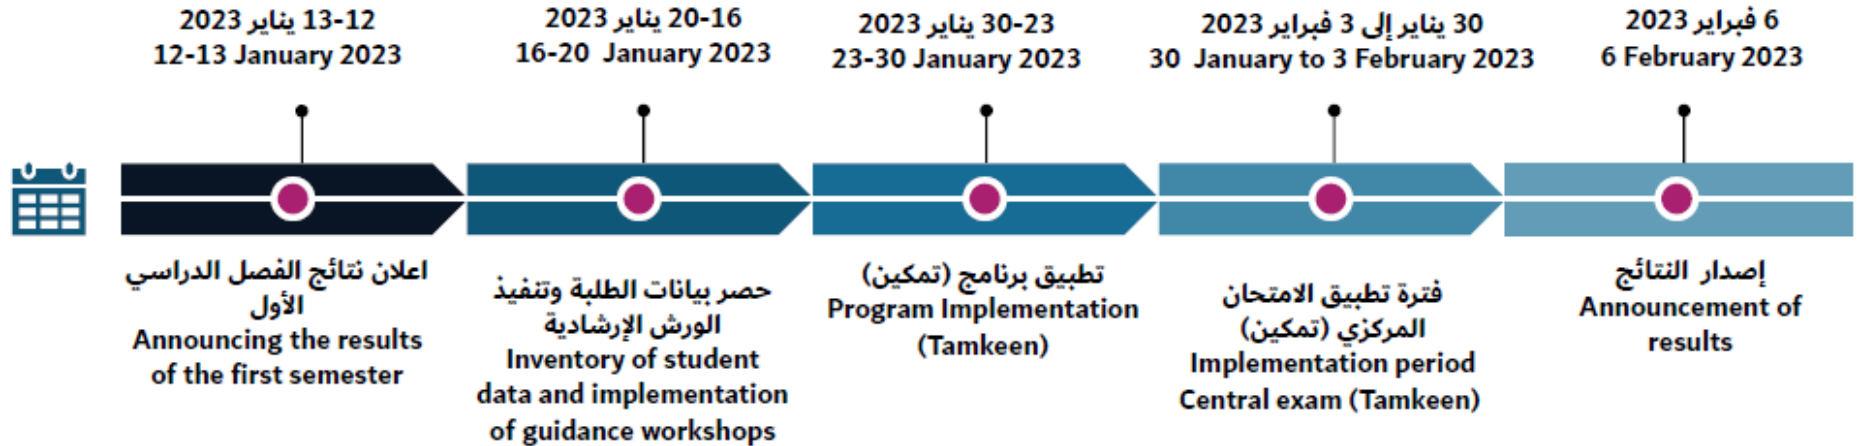 13-12 يناير 2023
12-13 January 2023
20-16 يناير 2023
16-20 January 2023
30-23 يناير 2023
23-30 January 2023
30 يناير إلى 3 فبراير 2023
30 January to 3 February 2023
6 فبراير 2023
6 February 2023
اعلان نتائج الفصل الدراسي
الأول
Announcing the results
of the first semester
حصر بيانات الطلبة وتنفيذ
الورش الإرشادية
Inventory of student
data and implementation
of guidance workshops
تطبيق برنامج (تمكين)
Program Implementation
(Tamkeen)
فترة تطبيق الامتحان
المركزي (تمكين)
Implementation period
Central exam (Tamkeen)
إصدار النتائج
Announcement of
results